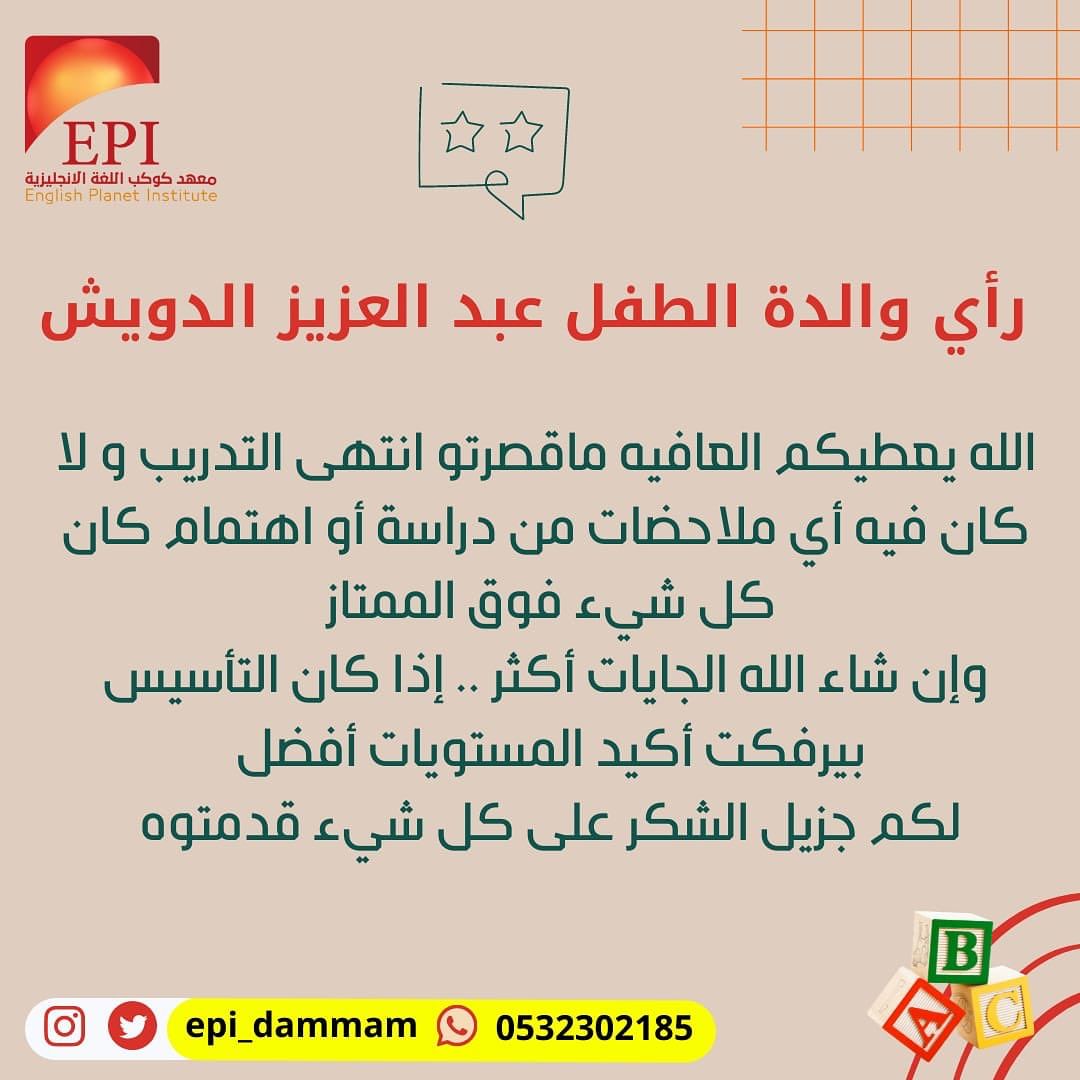 EPI
معهد كوكب اللغة الانجليزية
English Planet Institute
رأي والدة الطفل عبد العزيز الدويش
الله يعطيكم العافيه ماقصرتو انتهى التدريب و لا
كان فيه أي ملاحضات من دراسة أو اهتمام كان
كل شيء فوق الممتاز
وإن شاء الله الجايات أكثر .. إذا كان التأسيس
بيرفكت أكيد المستويات أفضل
لكم جزيل الشكر على كل شيء قدمتوه
B
A C
epi_dammam 0532302185